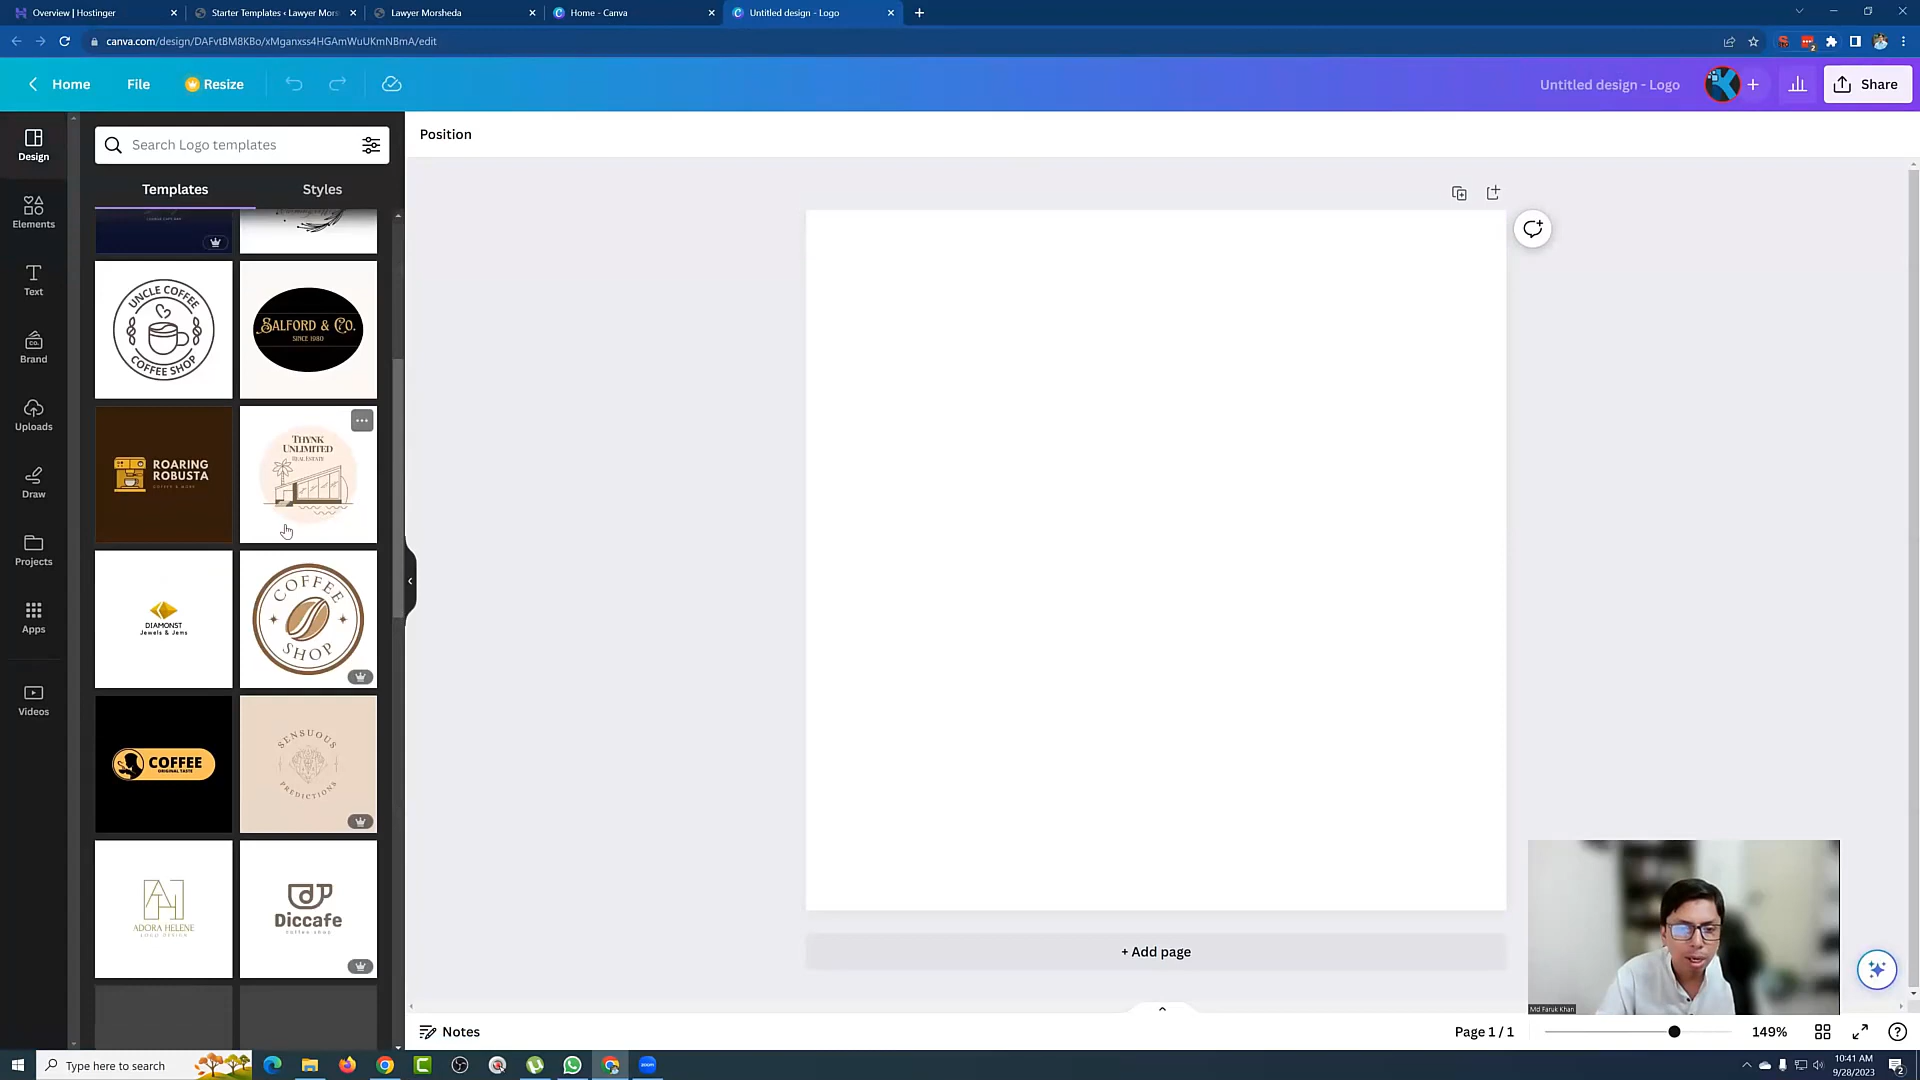 Overview | Hostinger
Starter Templates ‹ Lawyer Mors
Lawyer Morsheda
Home - Canva
Untitled design - Logo
canva.com/design/DAFvtBM8KBo/xMganxss4HGAmWuUKmNBmA/edit
Home
File
Resize
Untitled design - Logo
Share
Design
Elements
Text
Brand
Uploads
Draw
Projects
Apps
Videos
Search Logo templates
Templates
Styles
Position
UNCLE COFFEE
COFFEE SHOP
SALFORD & CO.
SINCE 1980
ROARING
ROBUSTA
THYNK
UNLIMITED
REAL ESTATE
DIAMONST
Jewels & Jems
COFFEE
SHOP
COFFEE
ORIGINAL TASTE
SENSUOUS
PREDICTIONS
ADORA HELENE
LOGO DESIGN
Diccafe
coffee shop
+ Add page
Md Faruk Khan
Notes
Page 1 / 1
149%
Type here to search
zoom
10:41 AM
9/28/2023